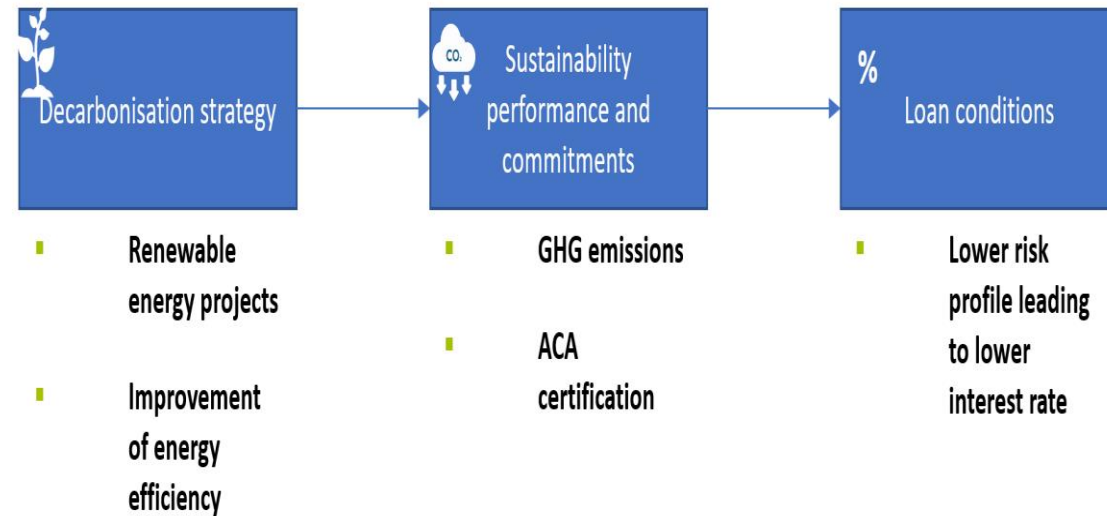 Decarbonisation strategy
CO₂
Sustainability
performance and
commitments
%
Loan conditions
Renewable
energy projects
Improvement
of energy
efficiency
GHG emissions
ACA
certification
Lower risk
profile leading
to lower
interest rate